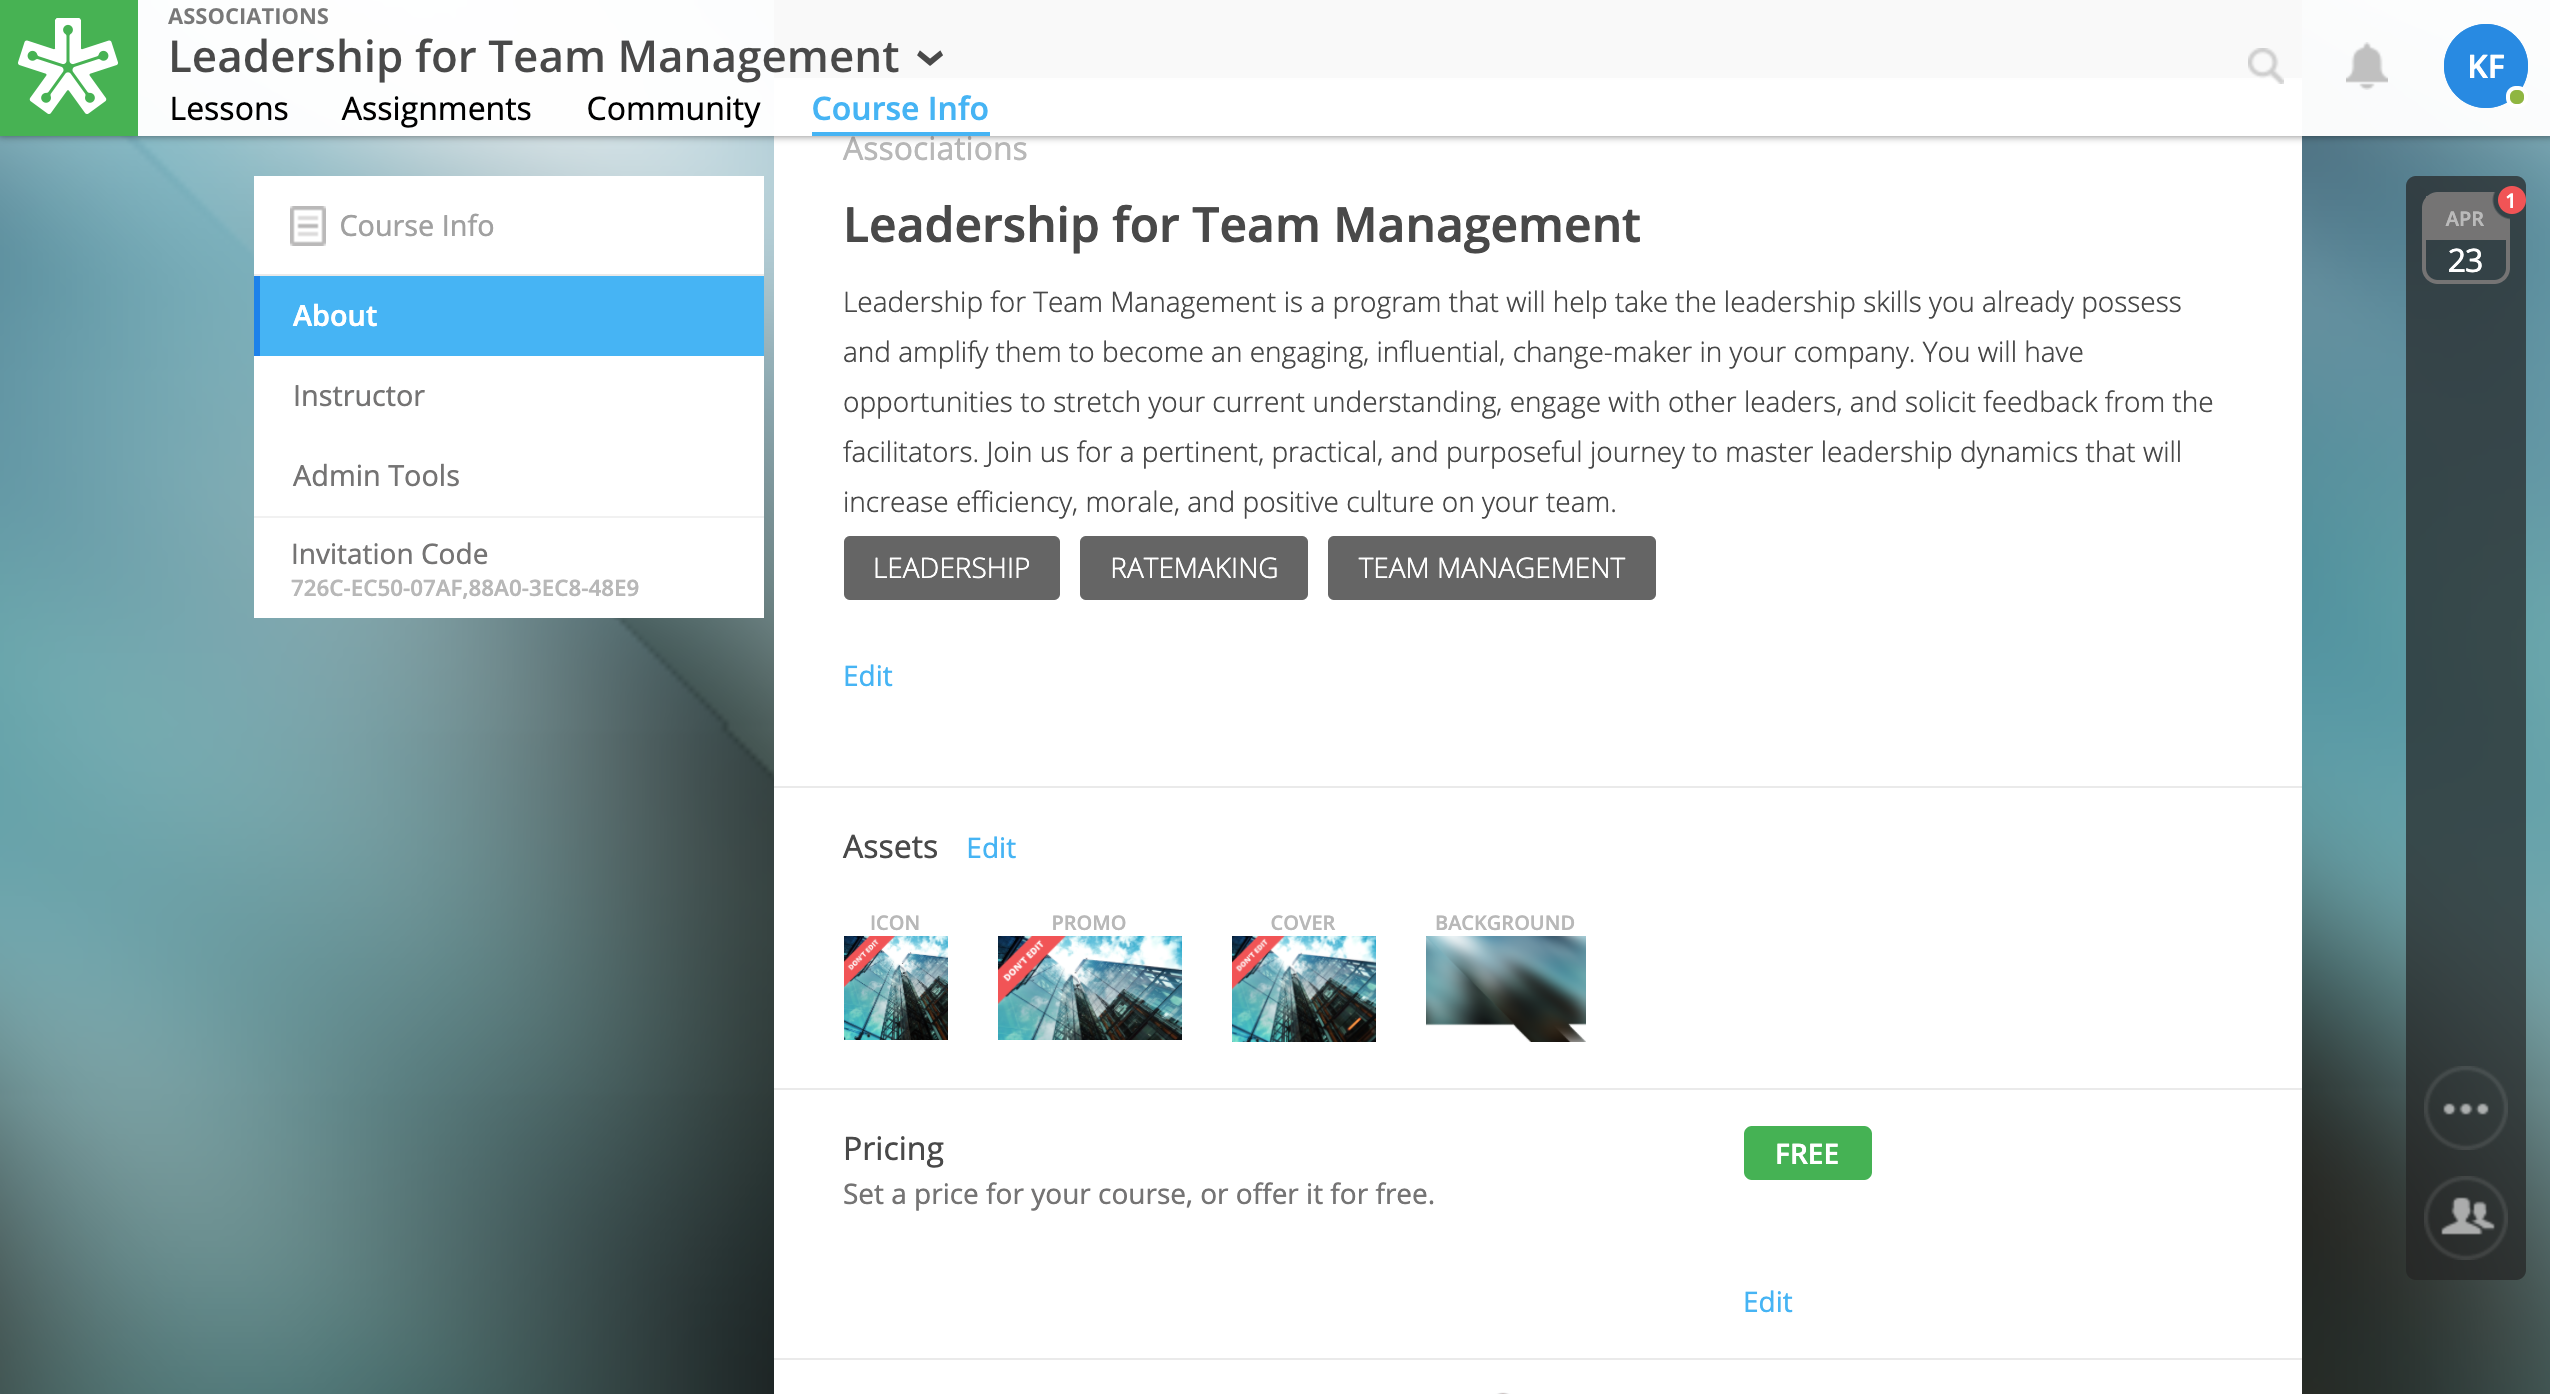 ASSOCIATIONS
Leadership for Team Management
Lessons Assignments Community Course Info
KF
Associations
Course Info
About
Instructor
Admin Tools
Invitation Code
726C-EC50-07AF,88A0-3EC8-48E9
Leadership for Team Management
Leadership for Team Management is a program that will help take the leadership skills you already possess
and amplify them to become an engaging, influential, change-maker in your company. You will have
opportunities to stretch your current understanding, engage with other leaders, and solicit feedback from the
facilitators. Join us for a pertinent, practical, and purposeful journey to master leadership dynamics that will
increase efficiency, morale, and positive culture on your team.
LEADERSHIP RATEMAKING TEAM MANAGEMENT
Edit
Assets Edit
ICON PROMO COVER BACKGROUND
DON'T EDIT DON'T EDIT DON'T EDIT
Pricing
FREE
Set a price for your course, or offer it for free.
Edit
1
APR
23